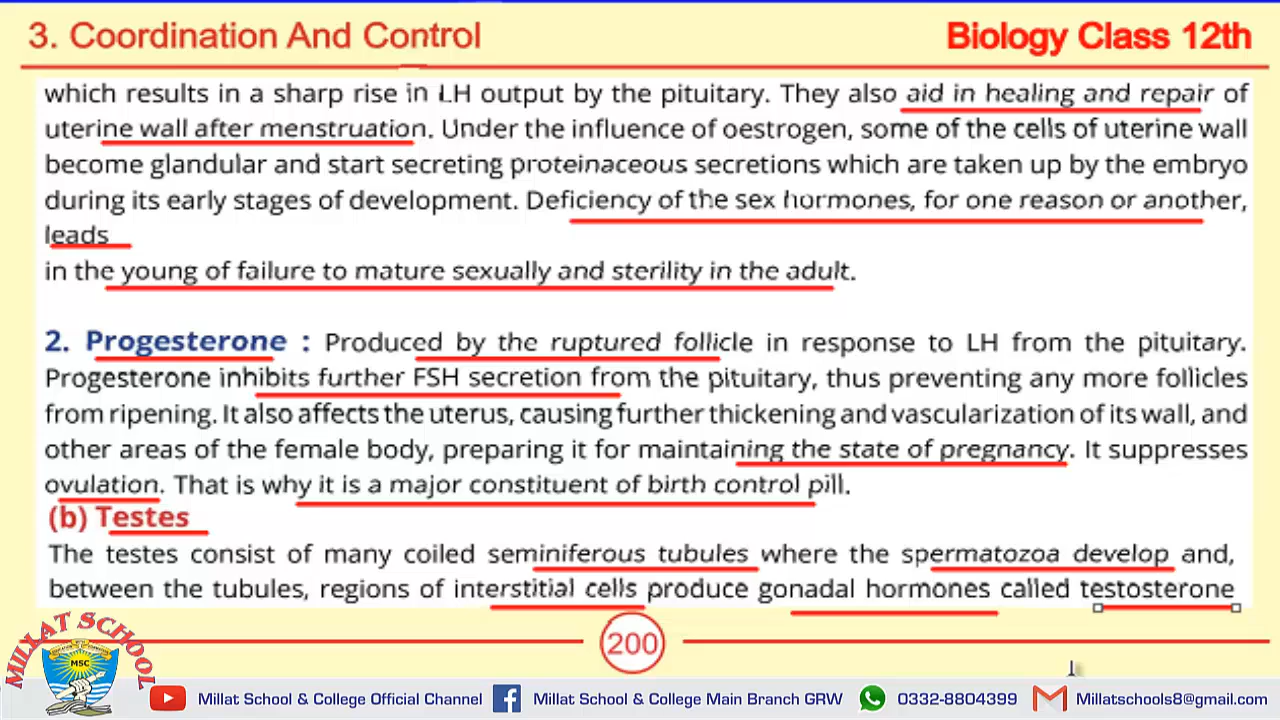 3. Coordination And Control
Biology Class 12th
which results in a sharp rise in LH output by the pituitary. They also aid in healing and repair of
uterine wall after menstruation. Under the influence of oestrogen, some of the cells of uterine wall
become glandular and start secreting proteinaceous secretions which are taken up by the embryo
during its early stages of development. Deficiency of the sex hormones, for one reason or another,
leads
in the young of failure to mature sexually and sterility in the adult.
2. Progesterone : Produced by the ruptured follicle in response to LH from the pituitary.
Progesterone inhibits further FSH secretion from the pituitary, thus preventing any more follicles
from ripening. It also affects the uterus, causing further thickening and vascularization of its wall, and
other areas of the female body, preparing it for maintaining the state of pregnancy. It suppresses
ovulation. That is why it is a major constituent of birth control pill.
(b) Testes
The testes consist of many coiled seminiferous tubules where the spermatozoa develop and,
between the tubules, regions of interstitial cells produce gonadal hormones called testosterone
200
MILLAT SCHOOL
MSC
Millat School & College Official Channel
Millat School & College Main Branch GRW
0332-8804399
Millatschools8@gmail.com